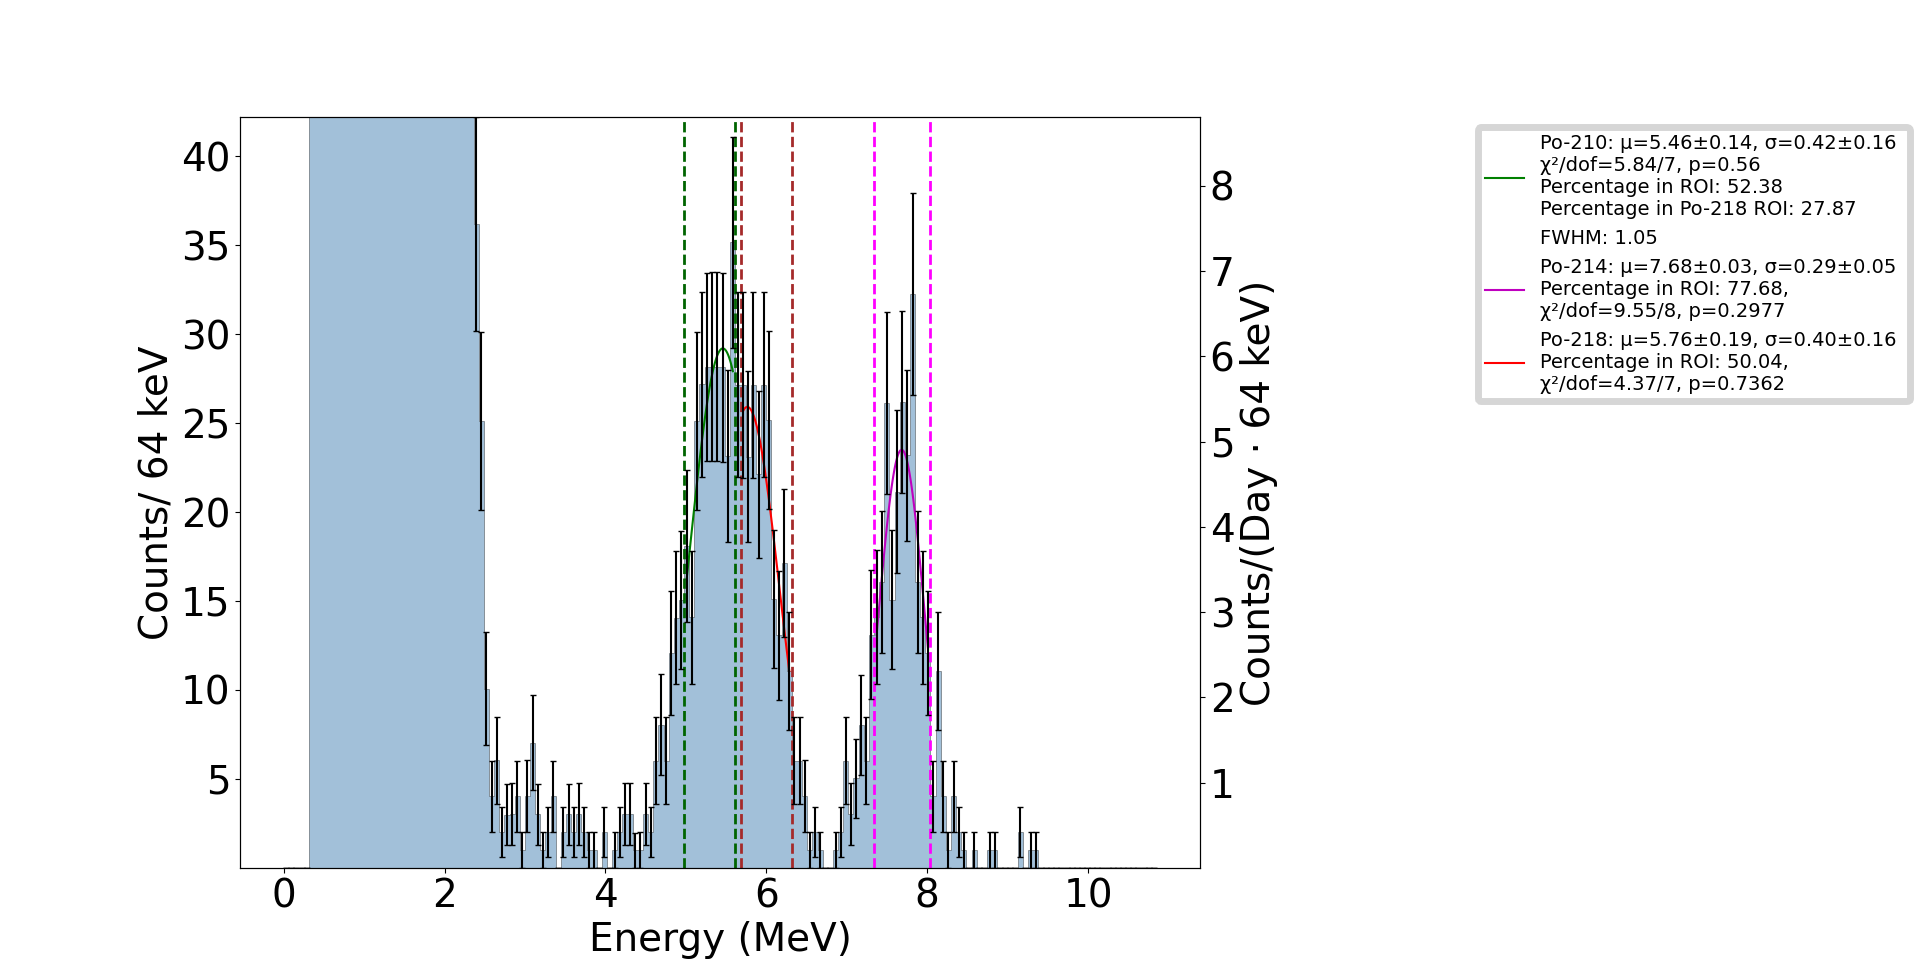 Counts/ 64 keV
40
35
30
25
20
15
10
5
0 2 4 6 8 10
Energy (MeV)
8
7
6
5
4
3
2
1
Counts/(Day · 64 keV)
Po-210: μ=5.46±0.14, σ=0.42±0.16
χ²/dof=5.84/7, p=0.56
Percentage in ROI: 52.38
Percentage in Po-218 ROI: 27.87
FWHM: 1.05
Po-214: μ=7.68±0.03, σ=0.29±0.05
Percentage in ROI: 77.68,
χ²/dof=9.55/8, p=0.2977
Po-218: μ=5.76±0.19, σ=0.40±0.16
Percentage in ROI: 50.04,
χ²/dof=4.37/7, p=0.7362